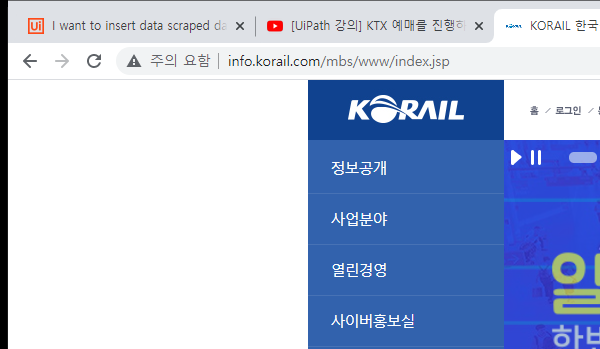 Ui I want to insert data scraped da
[UiPath 강의] KTX 예매를 진행하
KORAIL 한국
주의 요함 info.korail.com/mbs/www/index.jsp
KORAIL
홈 로그인
정보공개
사업분야
열린경영
사이버홍보실